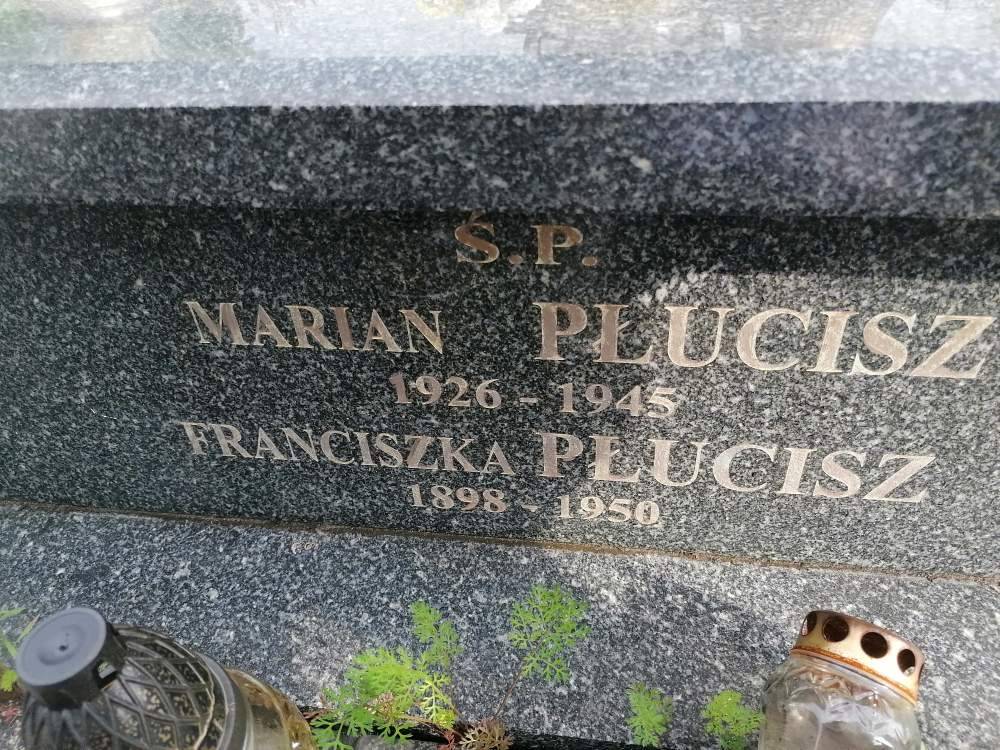 Ś.P.
MARIAN PŁUCISZ
1926 - 1945
FRANCISZKA PŁUCISZ
1898 - 1950